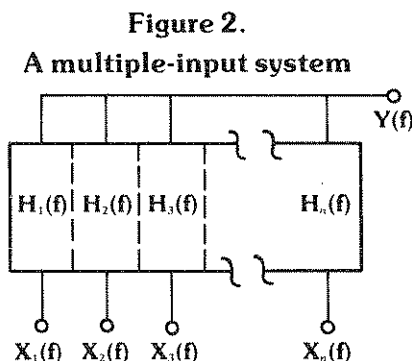 Figure 2.
A multiple-input system
Y(f)
H₁(f) H₂(f) H₃(f) Hₙ(f)
X₁(f) X₂(f) X₃(f) Xₙ(f)